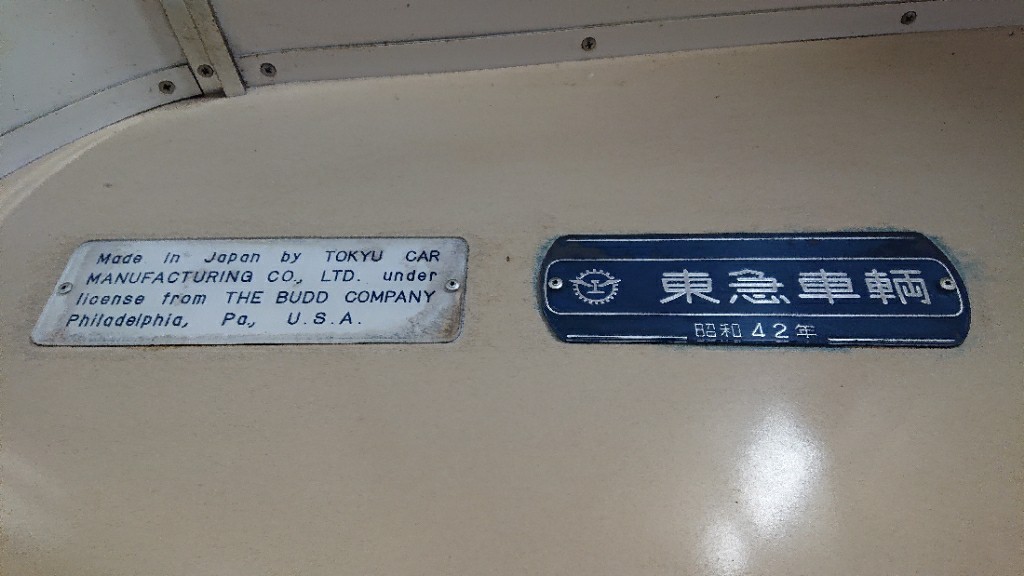 Made in Japan by TOKYU CAR
MANUFACTURING CO., LTD. under
license from THE BUDD COMPANY
Philadelphia, Pa., U.S.A.
東急車輌
昭和42年